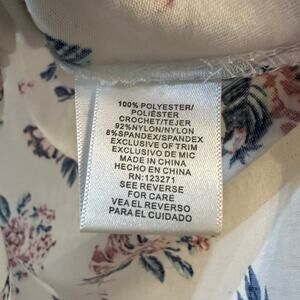 100% POLYESTER/
POLIÉSTER
CROCHET/TEJER
92%NYLON/NYLON
8%SPANDEX/SPANDEX
EXCLUSIVE OF TRIM
EXCLUSIVO DE MIC
MADE IN CHINA
HECHO EN CHINA
RN: 123271
SEE REVERSE
FOR CARE
VEA EL REVERSO
PARA EL CUIDADO